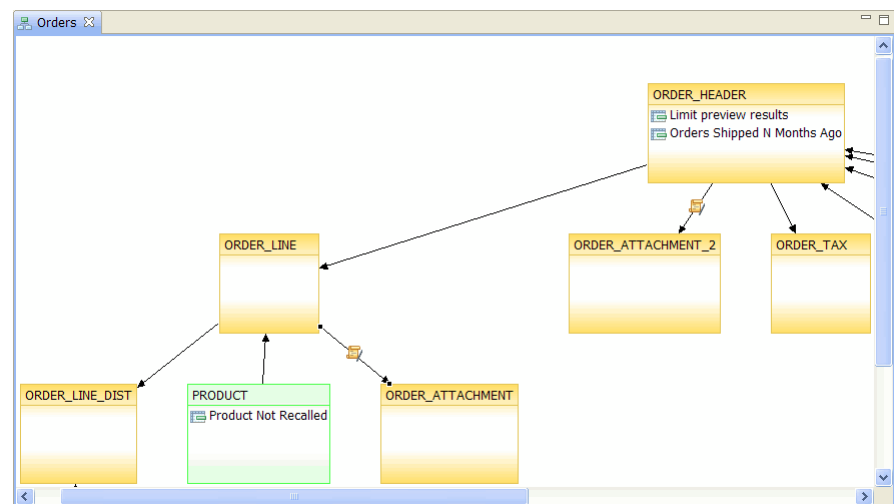 Orders
ORDER_HEADER
Limit preview results
Orders Shipped N Months Ago
ORDER_LINE
ORDER_ATTACHMENT_2
ORDER_TAX
ORDER_LINE_DIST
PRODUCT
Product Not Recalled
ORDER_ATTACHMENT